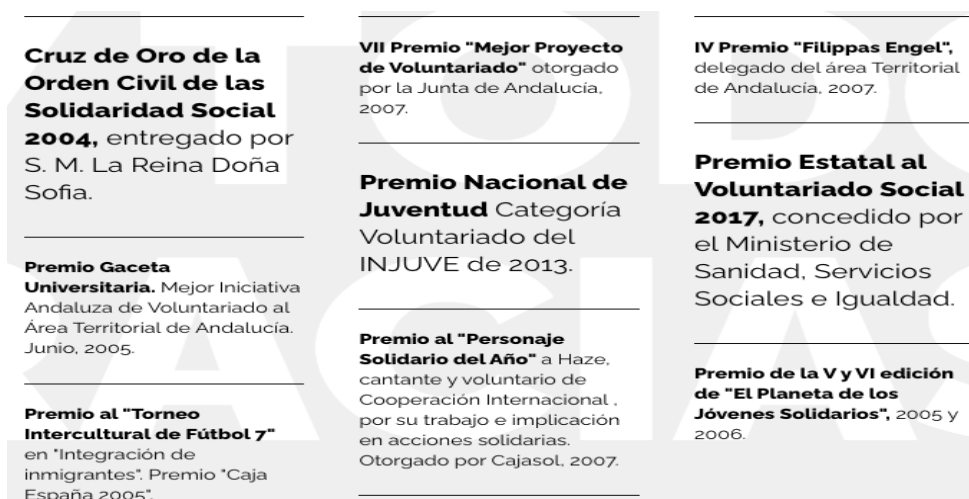 Cruz de Oro de la
Orden Civil de las
Solidaridad Social
2004, entregado por
S. M. La Reina Doña
Sofia.
Premio Gaceta
Universitaria. Mejor Iniciativa
Andaluza de Voluntariado al
Área Territorial de Andalucía.
Junio, 2005.
Premio al "Torneo
Intercultural de Fútbol 7"
en "Integración de
inmigrantes". Premio "Caja
España 2005".
VII Premio "Mejor Proyecto
de Voluntariado" otorgado
por la Junta de Andalucía,
2007.
Premio Nacional de
Juventud Categoría
Voluntariado del
INJUVE de 2013.
Premio al "Personaje
Solidario del Año" a Haze,
cantante y voluntario de
Cooperación Internacional ,
por su trabajo e implicación
en acciones solidarias.
Otorgado por Cajasol, 2007.
IV Premio "Filippas Engel",
delegado del área Territorial
de Andalucía, 2007.
Premio Estatal al
Voluntariado Social
2017, concedido por
el Ministerio de
Sanidad, Servicios
Sociales e Igualdad.
Premio de la V y VI edición
de "El Planeta de los
Jóvenes Solidarios", 2005 y
2006.